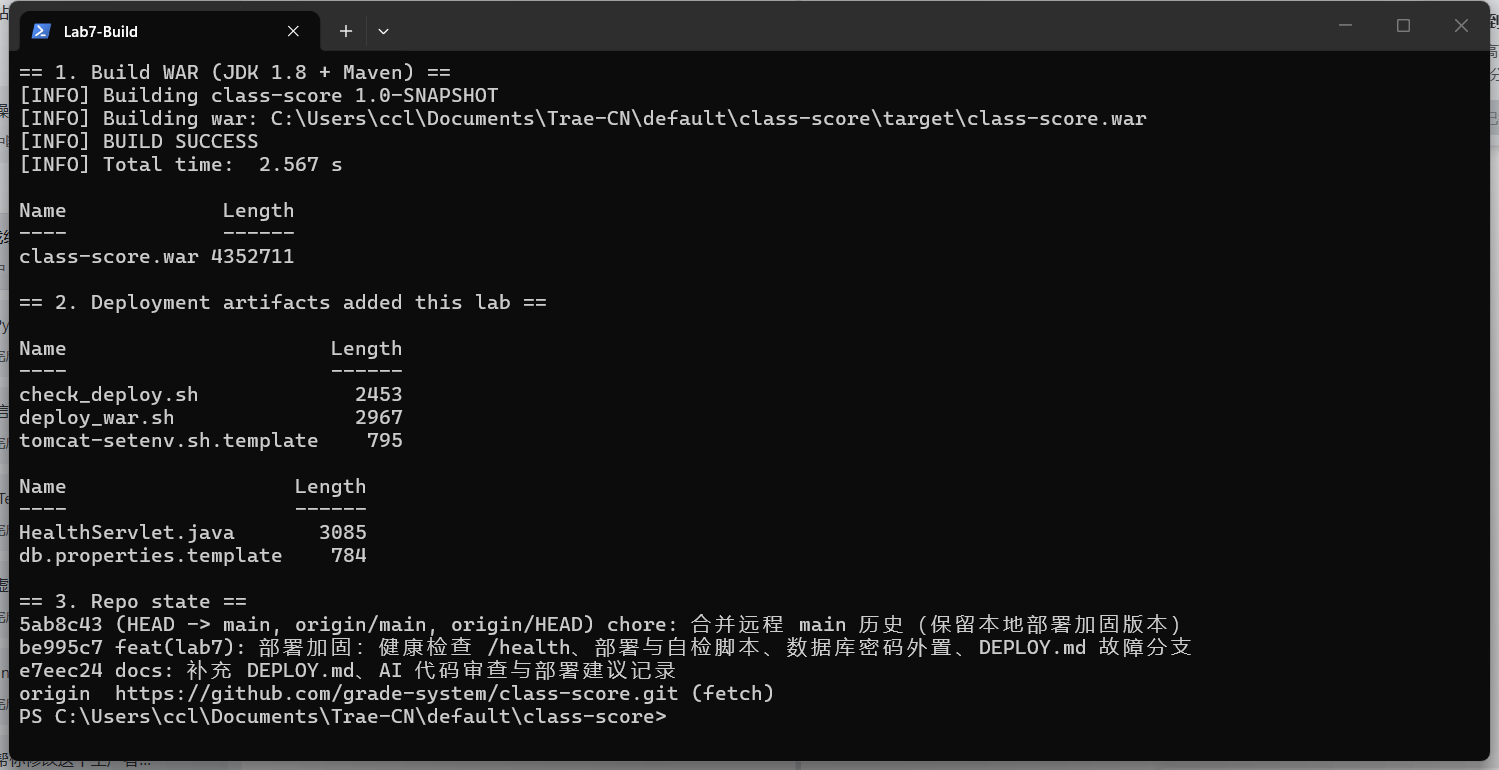 Lab7-Build
== 1. Build WAR (JDK 1.8 + Maven) ==
[INFO] Building class-score 1.0-SNAPSHOT
[INFO] Building war: C:\Users\ccl\Documents\Trae-CN\default\class-score\target\class-score.war
[INFO] BUILD SUCCESS
[INFO] Total time:  2.567 s
Name             Length
----             ------
class-score.war 4352711
== 2. Deployment artifacts added this lab ==
Name                      Length
----                      ------
check_deploy.sh             2453
deploy_war.sh               2967
tomcat-setenv.sh.template    795
Name                   Length
----                   ------
HealthServlet.java       3085
db.properties.template    784
== 3. Repo state ==
5ab8c43 (HEAD -> main, origin/main, origin/HEAD) chore: 合并远程 main 历史（保留本地部署加固版本）
be995c7 feat(lab7): 部署加固：健康检查 /health、部署与自检脚本、数据库密码外置、DEPLOY.md 故障分支
e7eec24 docs: 补充 DEPLOY.md、AI 代码审查与部署建议记录
origin  https://github.com/grade-system/class-score.git (fetch)
PS C:\Users\ccl\Documents\Trae-CN\default\class-score>